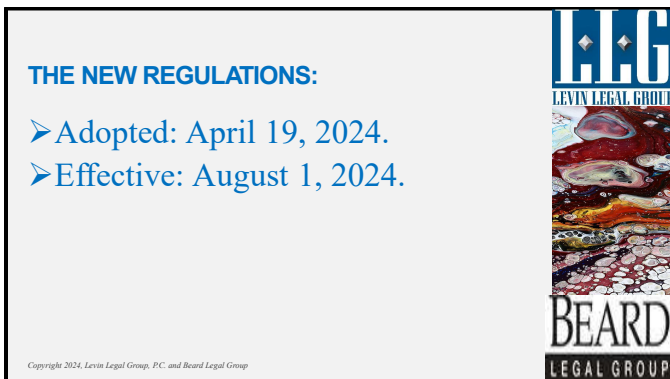 THE NEW REGULATIONS:
➢Adopted: April 19, 2024.
➢Effective: August 1, 2024.
Copyright 2024, Levin Legal Group, P.C. and Beard Legal Group
LLG
LEVIN LEGAL GROUP
BEARD
LEGAL GROUP